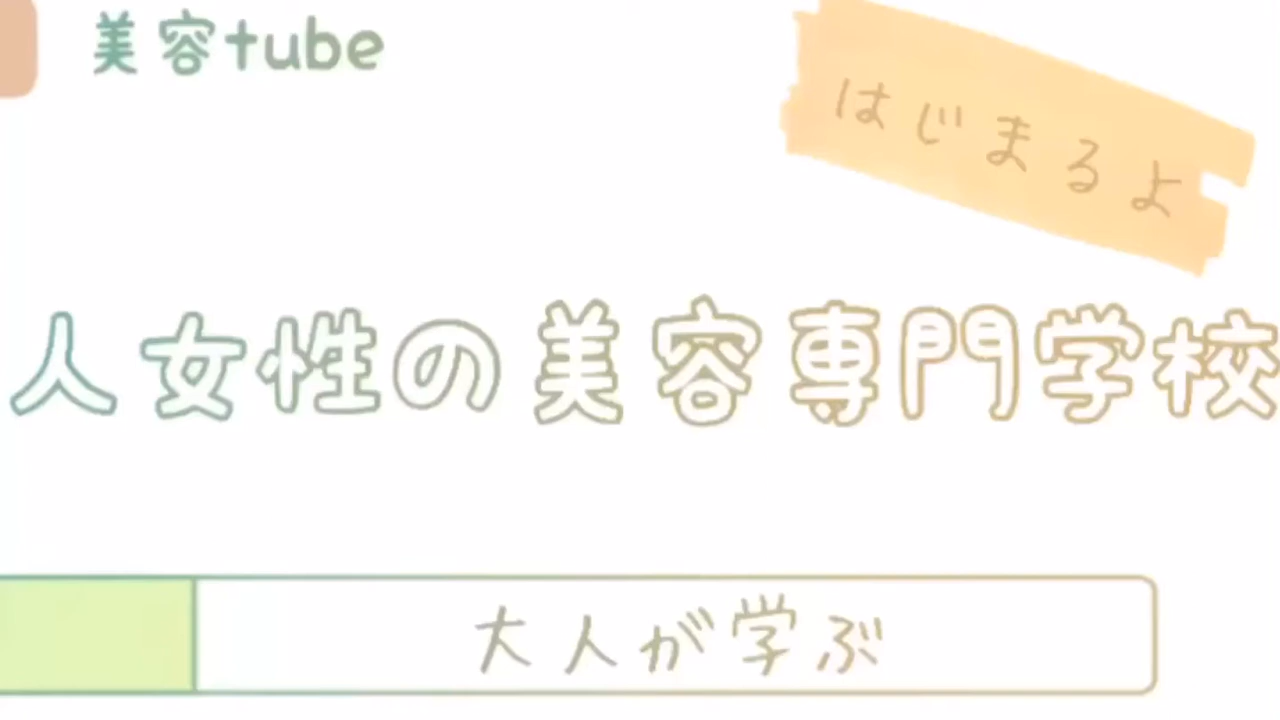 美容tube
はじまるよ
人女性の美容専門学校
大人が学ぶ